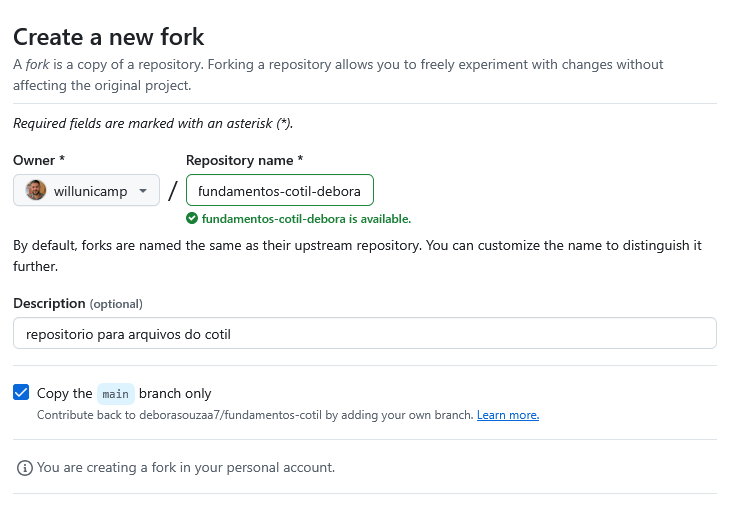 Create a new fork
A fork is a copy of a repository. Forking a repository allows you to freely experiment with changes without
affecting the original project.
Required fields are marked with an asterisk (*).
Owner * Repository name *
willunicamp / fundamentos-cotil-debora
fundamentos-cotil-debora is available.
By default, forks are named the same as their upstream repository. You can customize the name to distinguish it
further.
Description (optional)
repositorio para arquivos do cotil
Copy the main branch only
Contribute back to deborasouzaa7/fundamentos-cotil by adding your own branch. Learn more.
You are creating a fork in your personal account.